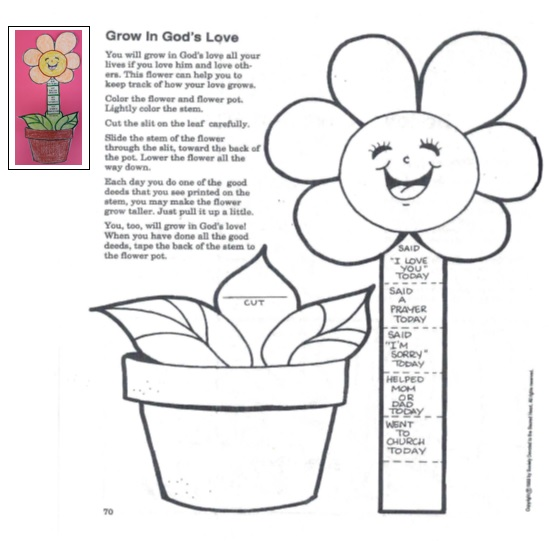 Grow In God's Love
You will grow in God's love all your
lives if you love him and love oth-
ers. This flower can help you to
keep track of how your love grows.
Color the flower and flower pot.
Lightly color the stem.
Cut the slit on the leaf carefully.
Slide the stem of the flower
through the slit, toward the back of
the pot. Lower the flower all the
way down.
Each day you do one of the good
deeds that you see printed on the
stem, you may make the flower
grow taller. Just pull it up a little.
You, too, will grow in God's love!
When you have done all the good
deeds, tape the back of the stem to
the flower pot.
CUT
SAID
"I LOVE
YOU"
TODAY
SAID
A
PRAYER
TODAY
SAID
"I'M
SORRY"
TODAY
HELPED
MOM
OR
DAD
TODAY
WENT
TO
CHURCH
TODAY
70